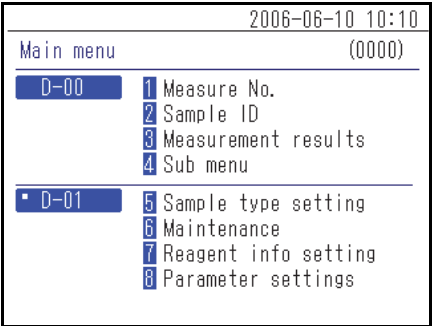 2006-06-10 10:10
Main menu (0000)
D-00 1 Measure No.
2 Sample ID
3 Measurement results
4 Sub menu
D-01 5 Sample type setting
6 Maintenance
7 Reagent info setting
8 Parameter settings